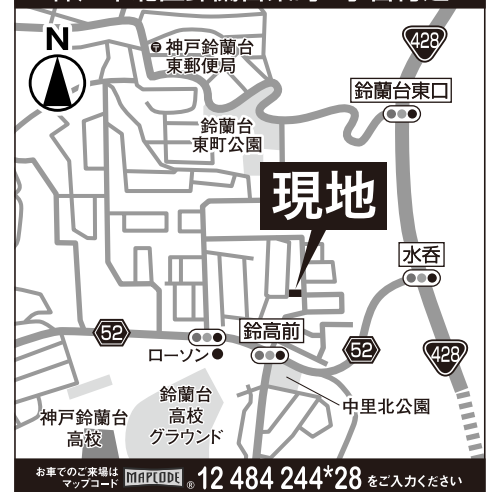 N
神戸鈴蘭台
東郵便局
428
鈴蘭台東口
鈴蘭台
東町公園
現地
水呑
52
鈴高前
ローソン
52
428
鈴蘭台
高校
グラウンド
中里北公園
神戸鈴蘭台
高校
お車でのご来場は
マップコード
MAPCODE ® 12 484 244*28 をご入力ください